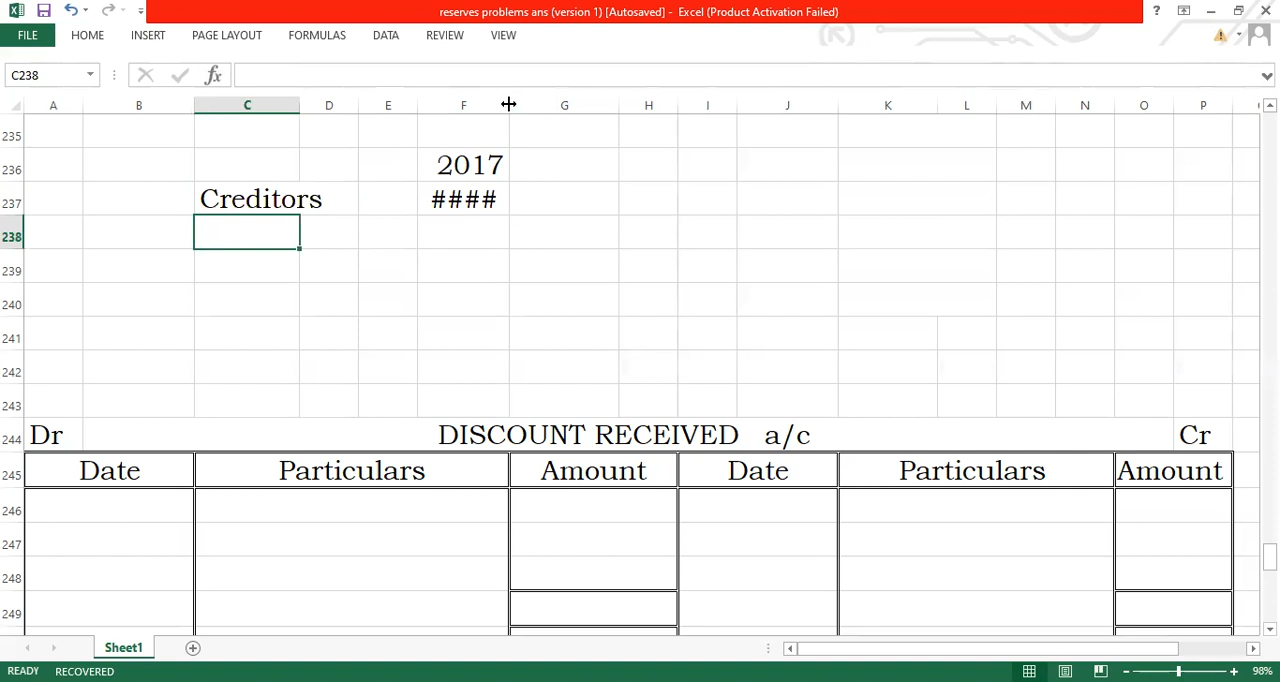 reserves problems ans (version 1) [Autosaved] - Excel (Product Activation Failed)
?
FILE HOME INSERT PAGE LAYOUT FORMULAS DATA REVIEW VIEW
C238 fx
A B C D E F G H I J K L M N O P
235
236 2017
237 Creditors ####
238
239
240
241
242
243
244 Dr DISCOUNT RECEIVED a/c Cr
245 Date Particulars Amount Date Particulars Amount
246
247
248
249
Sheet1
READY RECOVERED 98%